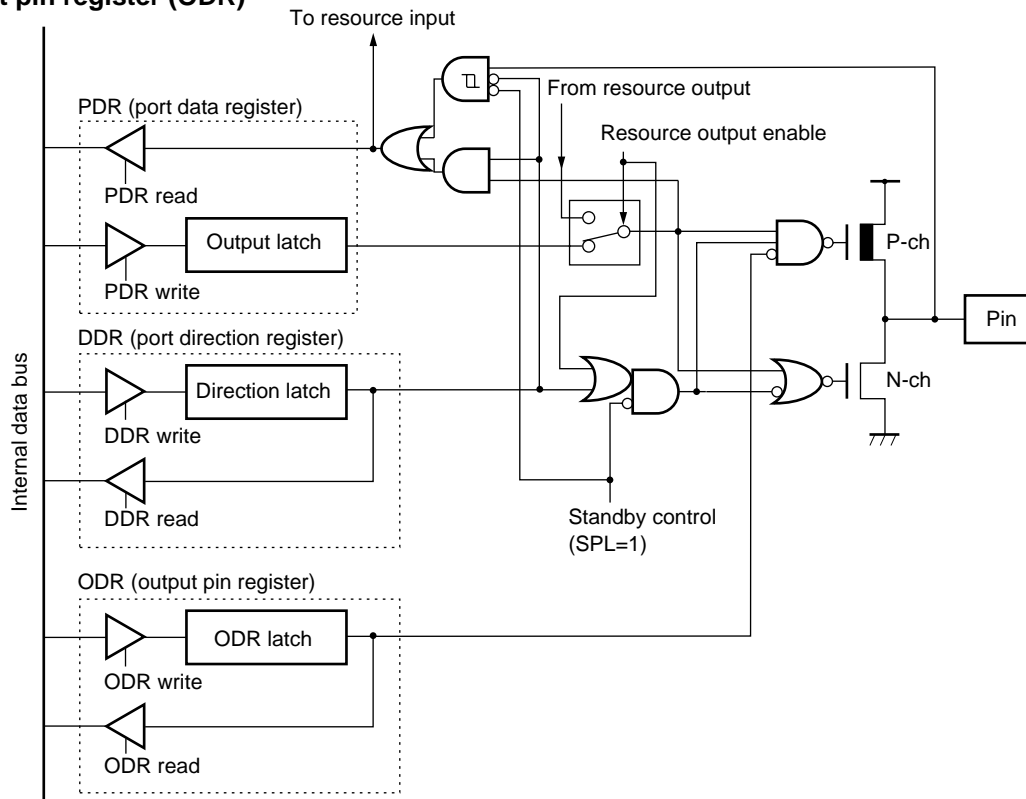 t pin register (ODR)
To resource input
PDR (port data register)
From resource output
Resource output enable
PDR read
Output latch
PDR write
P-ch
Pin
DDR (port direction register)
Direction latch
N-ch
DDR write
DDR read
Internal data bus
Standby control
(SPL=1)
ODR (output pin register)
ODR latch
ODR write
ODR read